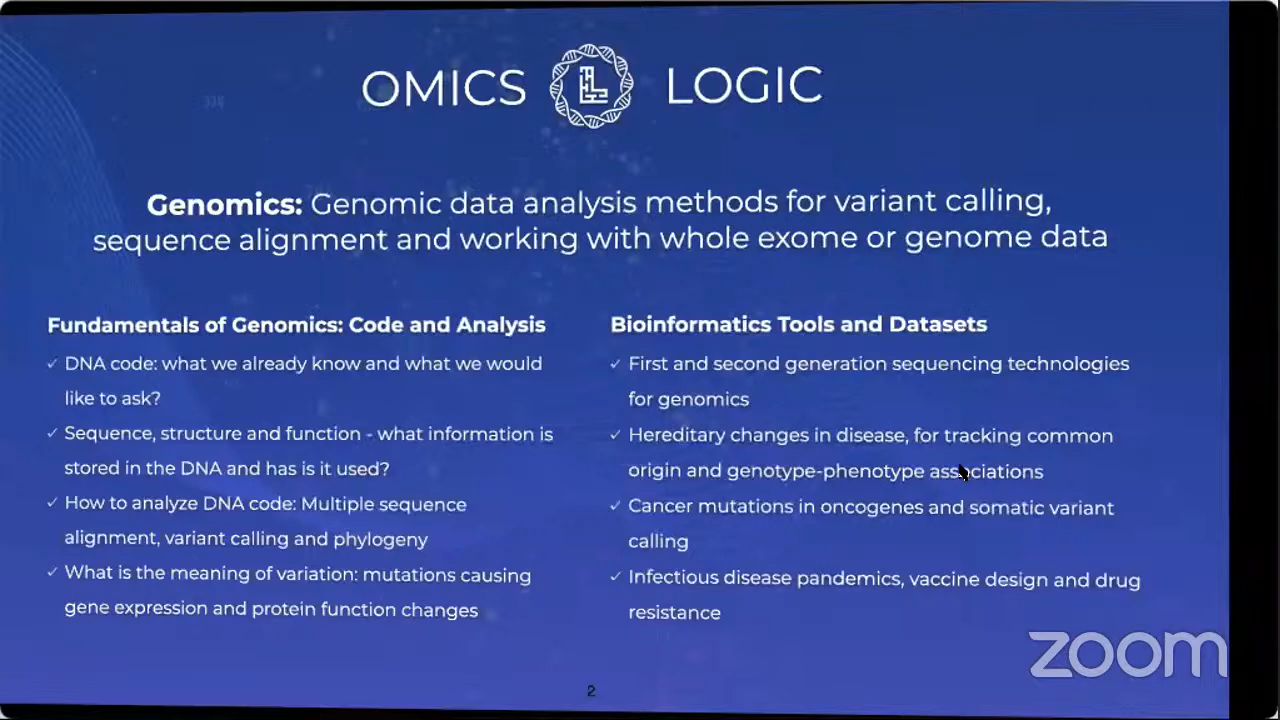 OMICS LOGIC
Genomics: Genomic data analysis methods for variant calling,
sequence alignment and working with whole exome or genome data
Fundamentals of Genomics: Code and Analysis
✓ DNA code: what we already know and what we would
like to ask?
✓ Sequence, structure and function - what information is
stored in the DNA and has is it used?
✓ How to analyze DNA code: Multiple sequence
alignment, variant calling and phylogeny
✓ What is the meaning of variation: mutations causing
gene expression and protein function changes
Bioinformatics Tools and Datasets
✓ First and second generation sequencing technologies
for genomics
✓ Hereditary changes in disease, for tracking common
origin and genotype-phenotype associations
✓ Cancer mutations in oncogenes and somatic variant
calling
✓ Infectious disease pandemics, vaccine design and drug
resistance
zoom
2